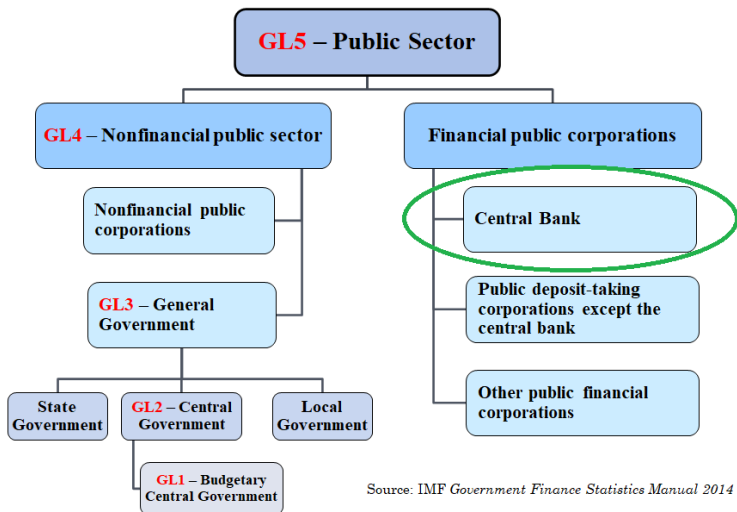 GL5 – Public Sector
GL4 – Nonfinancial public sector
Financial public corporations
Nonfinancial public
corporations
Central Bank
GL3 – General
Government
Public deposit-taking
corporations except the
central bank
State
Government
GL2 – Central
Government
Local
Government
Other public financial
corporations
GL1 – Budgetary
Central Government
Source: IMF Government Finance Statistics Manual 2014